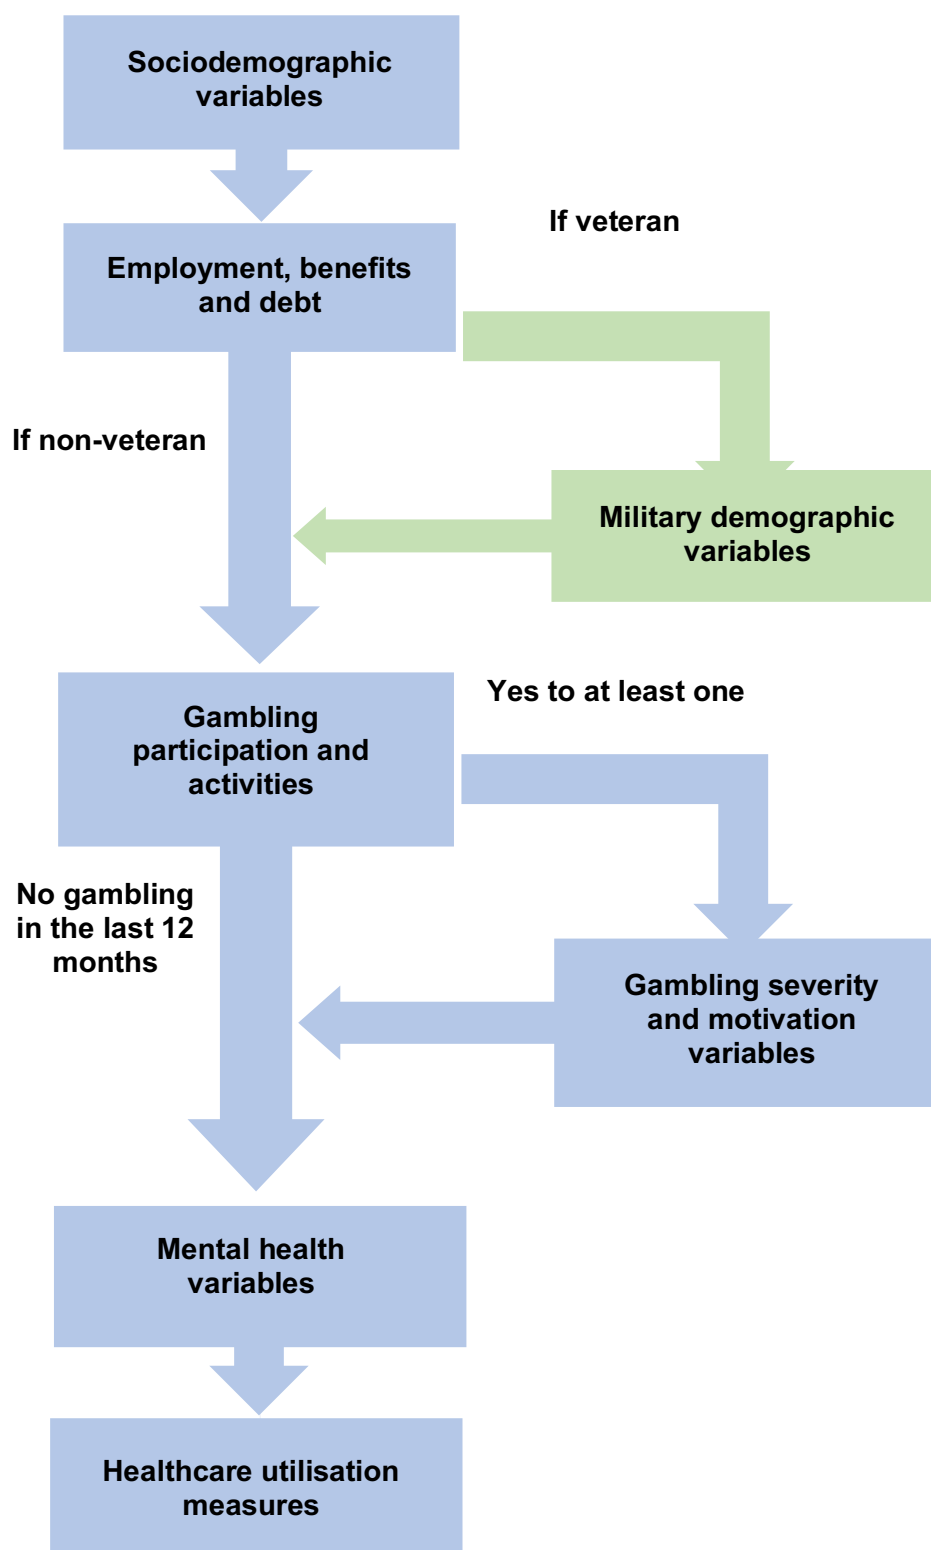 Sociodemographic
variables
If veteran
Employment, benefits
and debt
If non-veteran
Military demographic
variables
Yes to at least one
Gambling
participation and
activities
No gambling
in the last 12
months
Gambling severity
and motivation
variables
Mental health
variables
Healthcare utilisation
measures